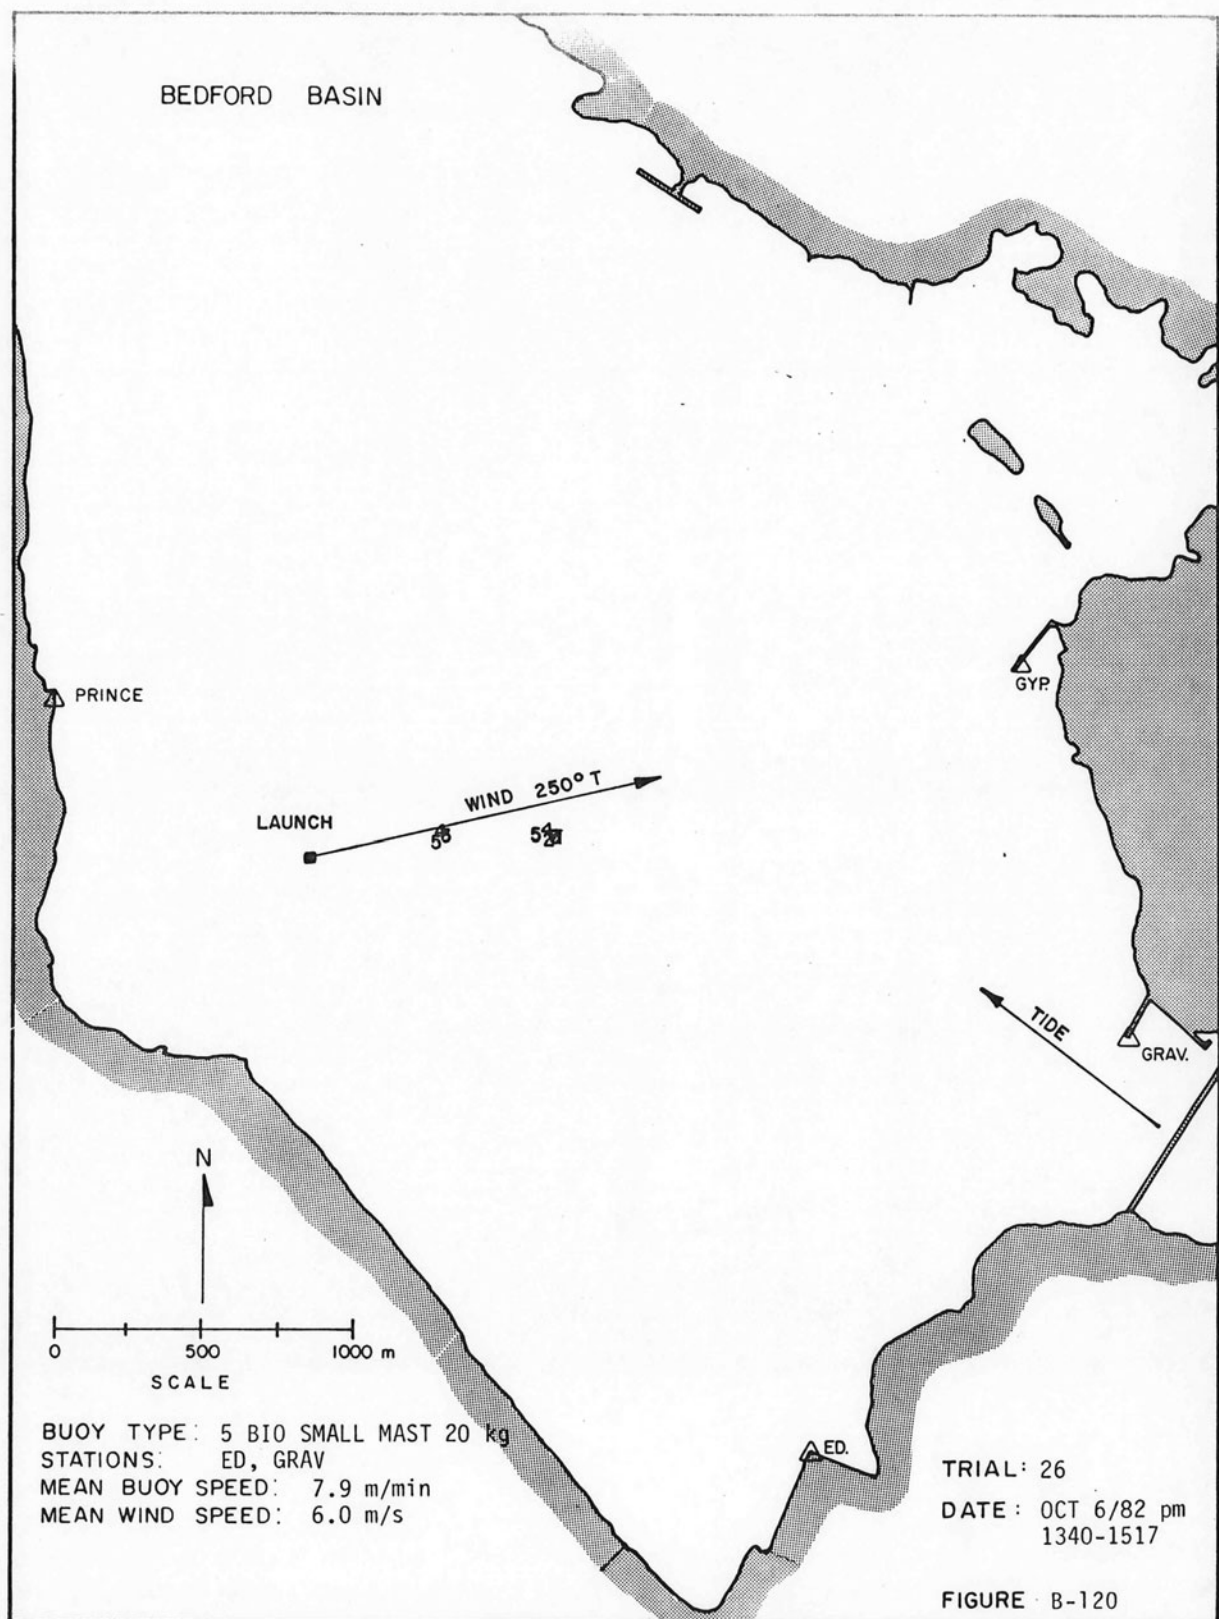 BEDFORD BASIN
PRINCE
GYP.
WIND 250° T
LAUNCH
TIDE
GRAV.
N
0 500 1000 m
SCALE
BUOY TYPE: 5 BIO SMALL MAST 20 kg
STATIONS: ED, GRAV
MEAN BUOY SPEED: 7.9 m/min
MEAN WIND SPEED: 6.0 m/s
ED.
TRIAL: 26
DATE: OCT 6/82 pm
1340-1517
FIGURE B-120